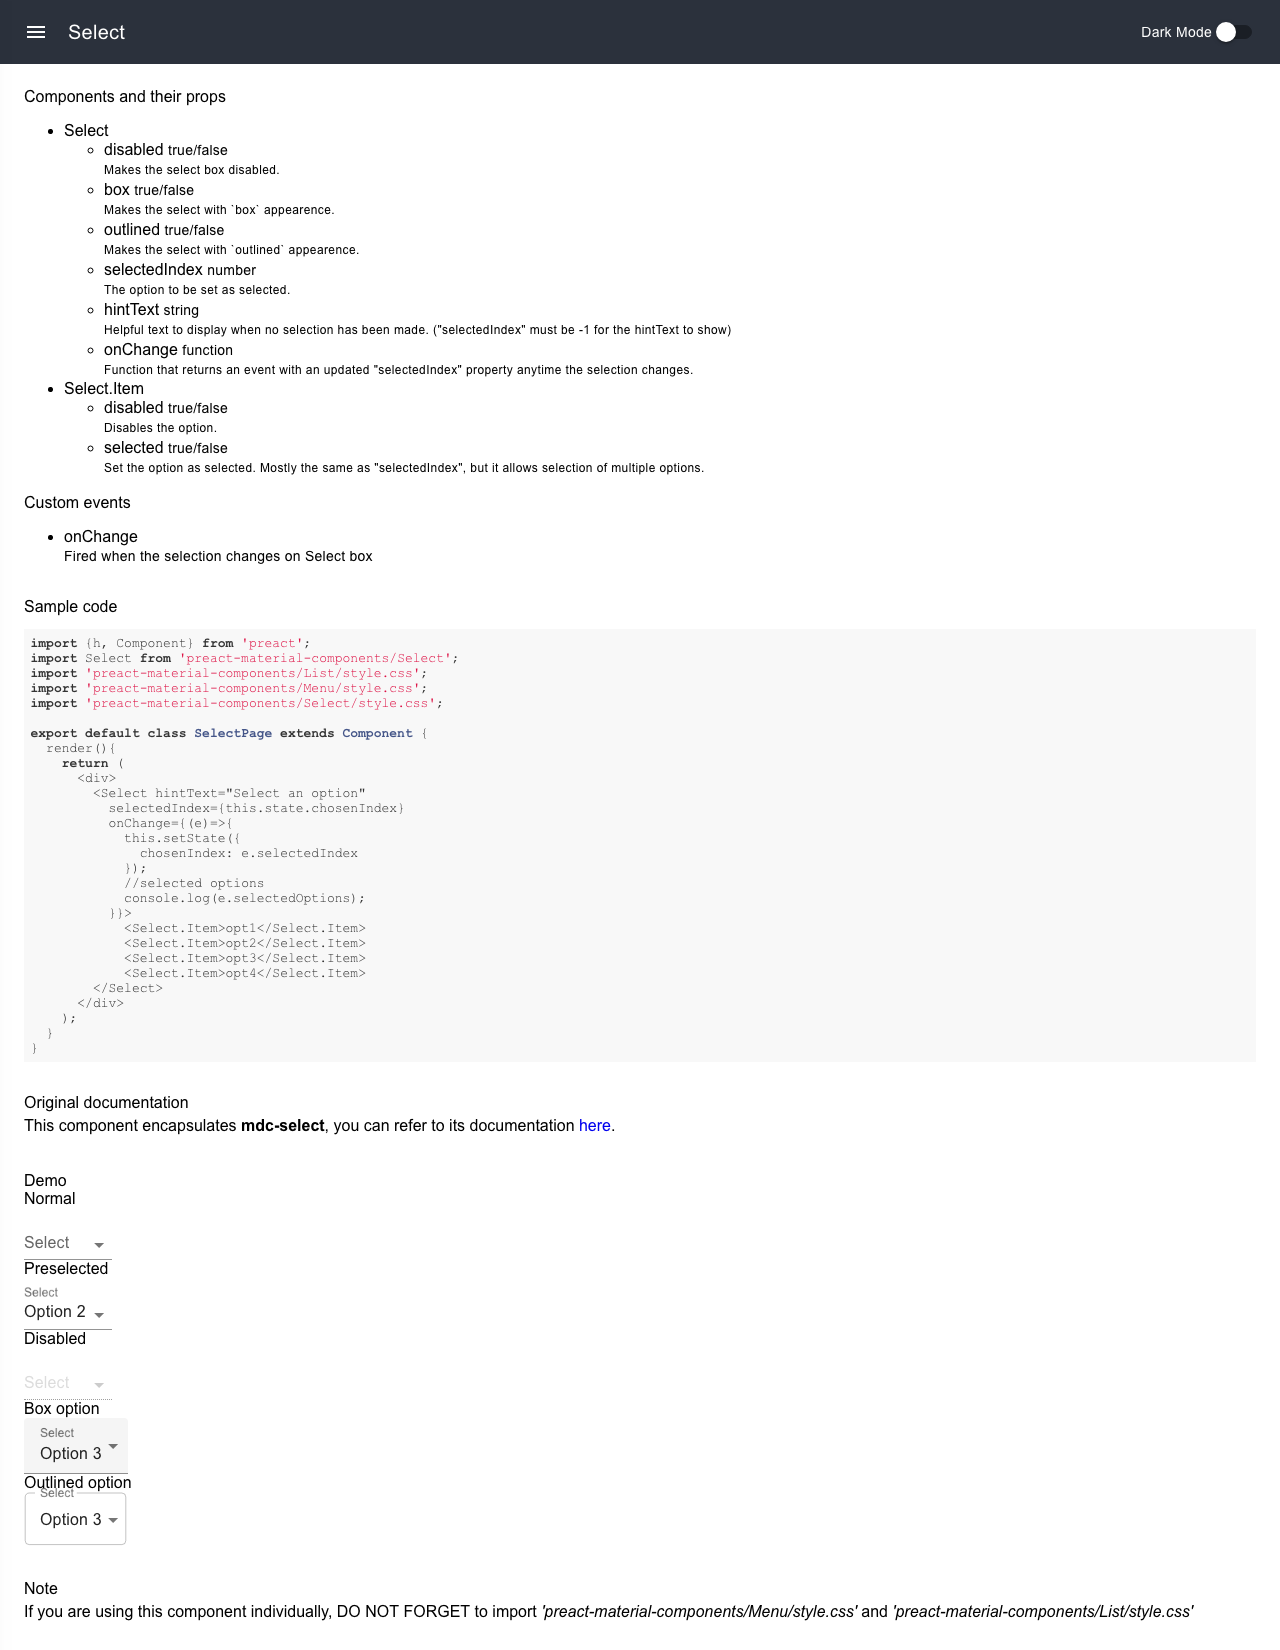 Select
Dark Mode
Components and their props
Select
disabled true/false
Makes the select box disabled.
box true/false
Makes the select with `box` appearence.
outlined true/false
Makes the select with `outlined` appearence.
selectedIndex number
The option to be set as selected.
hintText string
Helpful text to display when no selection has been made. ("selectedIndex" must be -1 for the hintText to show)
onChange function
Function that returns an event with an updated "selectedIndex" property anytime the selection changes.
Select.Item
disabled true/false
Disables the option.
selected true/false
Set the option as selected. Mostly the same as "selectedIndex", but it allows selection of multiple options.
Custom events
onChange
Fired when the selection changes on Select box
Sample code
import {h, Component} from 'preact';
import Select from 'preact-material-components/Select';
import 'preact-material-components/List/style.css';
import 'preact-material-components/Menu/style.css';
import 'preact-material-components/Select/style.css';
export default class SelectPage extends Component {
  render(){
    return (
      <div>
        <Select hintText="Select an option"
          selectedIndex={this.state.chosenIndex}
          onChange={(e)=>{
            this.setState({
              chosenIndex: e.selectedIndex
            });
            //selected options
            console.log(e.selectedOptions);
          }}>
            <Select.Item>opt1</Select.Item>
            <Select.Item>opt2</Select.Item>
            <Select.Item>opt3</Select.Item>
            <Select.Item>opt4</Select.Item>
        </Select>
      </div>
    );
  }
}
Original documentation
This component encapsulates mdc-select, you can refer to its documentation here.
Demo
Normal
Select
Preselected
Select
Option 2
Disabled
Select
Box option
Select
Option 3
Outlined option
Select
Option 3
Note
If you are using this component individually, DO NOT FORGET to import 'preact-material-components/Menu/style.css' and 'preact-material-components/List/style.css'